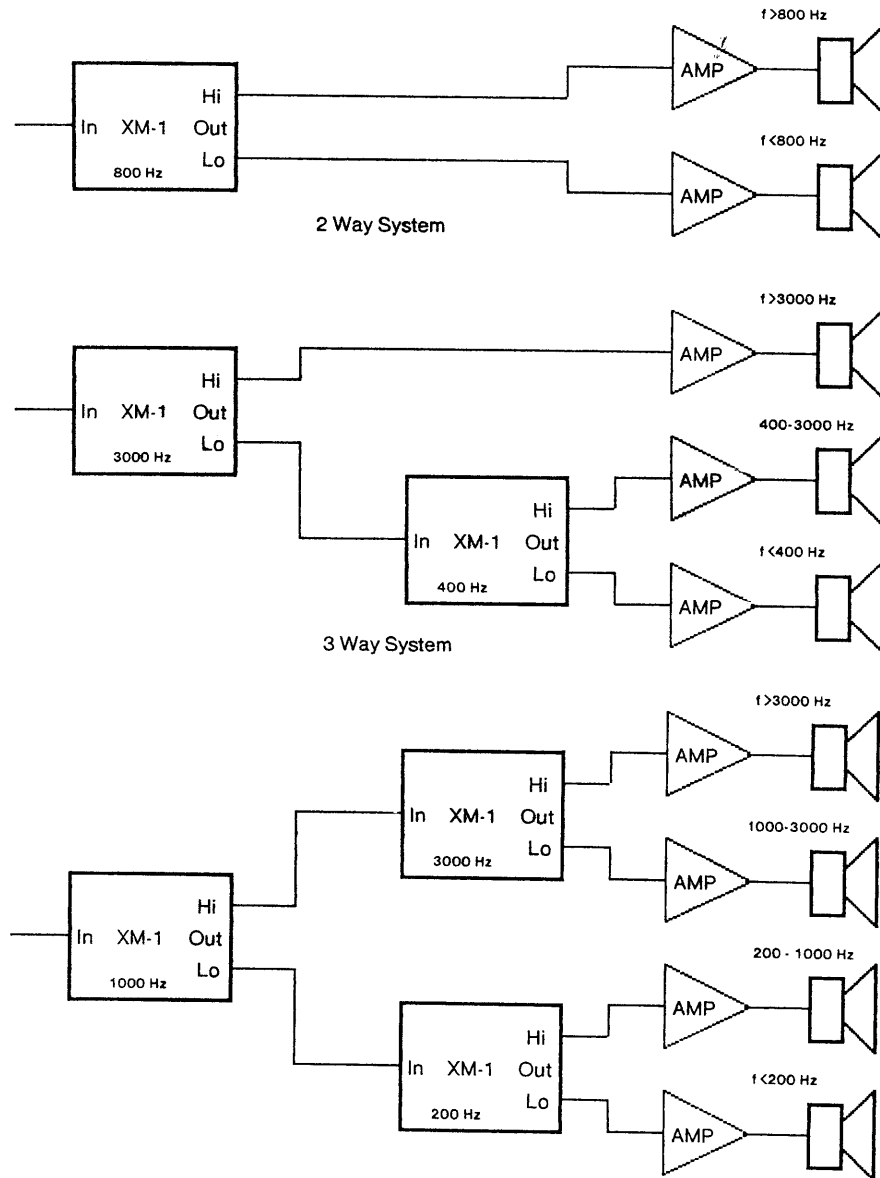 f>800 Hz
AMP
Hi
In XM-1 Out
Lo
800 Hz
f<800 Hz
AMP
2 Way System
f>3000 Hz
AMP
Hi
In XM-1 Out
Lo
3000 Hz
400-3000 Hz
AMP
Hi
In XM-1 Out
Lo
400 Hz
f<400 Hz
AMP
3 Way System
f>3000 Hz
AMP
Hi
In XM-1 Out
Lo
3000 Hz
1000-3000 Hz
AMP
Hi
In XM-1 Out
Lo
1000 Hz
200 - 1000 Hz
AMP
Hi
In XM-1 Out
Lo
200 Hz
f<200 Hz
AMP